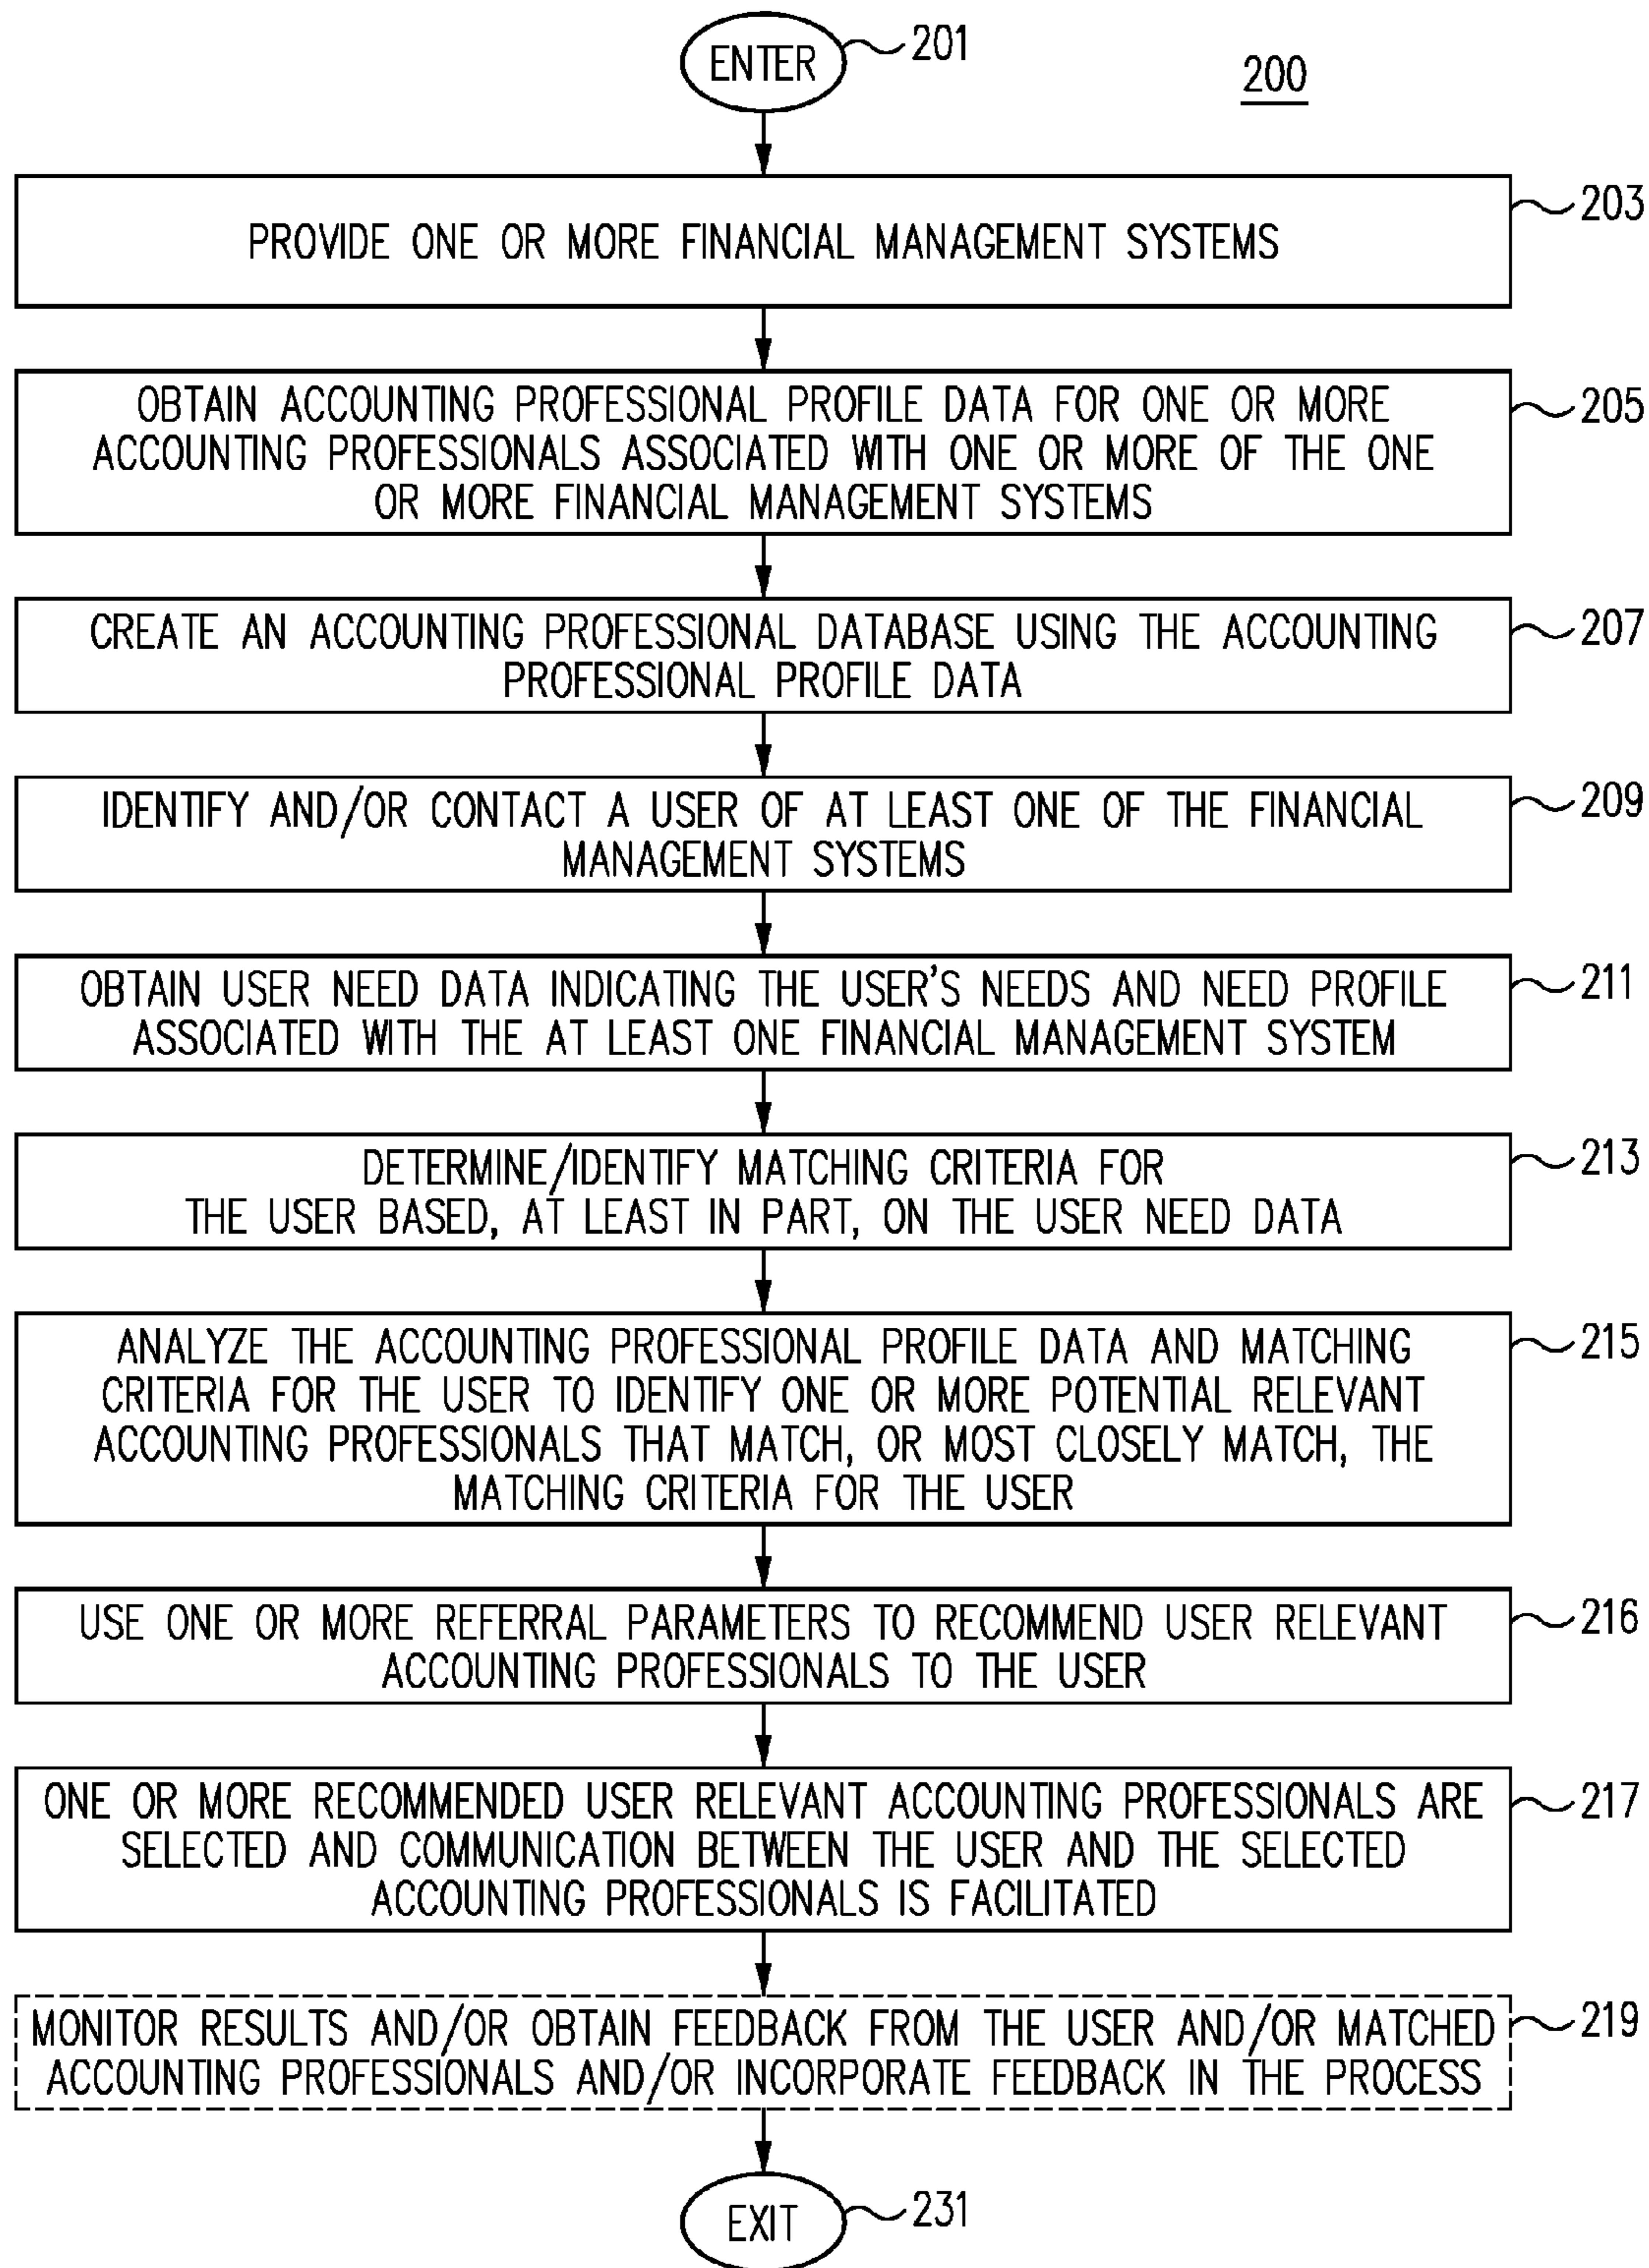 ENTER
201
200
PROVIDE ONE OR MORE FINANCIAL MANAGEMENT SYSTEMS
203
OBTAIN ACCOUNTING PROFESSIONAL PROFILE DATA FOR ONE OR MORE
ACCOUNTING PROFESSIONALS ASSOCIATED WITH ONE OR MORE OF THE ONE
OR MORE FINANCIAL MANAGEMENT SYSTEMS
205
CREATE AN ACCOUNTING PROFESSIONAL DATABASE USING THE ACCOUNTING
PROFESSIONAL PROFILE DATA
207
IDENTIFY AND/OR CONTACT A USER OF AT LEAST ONE OF THE FINANCIAL
MANAGEMENT SYSTEMS
209
OBTAIN USER NEED DATA INDICATING THE USER'S NEEDS AND NEED PROFILE
ASSOCIATED WITH THE AT LEAST ONE FINANCIAL MANAGEMENT SYSTEM
211
DETERMINE/IDENTIFY MATCHING CRITERIA FOR
THE USER BASED, AT LEAST IN PART, ON THE USER NEED DATA
213
ANALYZE THE ACCOUNTING PROFESSIONAL PROFILE DATA AND MATCHING
CRITERIA FOR THE USER TO IDENTIFY ONE OR MORE POTENTIAL RELEVANT
ACCOUNTING PROFESSIONALS THAT MATCH, OR MOST CLOSELY MATCH, THE
MATCHING CRITERIA FOR THE USER
215
USE ONE OR MORE REFERRAL PARAMETERS TO RECOMMEND USER RELEVANT
ACCOUNTING PROFESSIONALS TO THE USER
216
ONE OR MORE RECOMMENDED USER RELEVANT ACCOUNTING PROFESSIONALS ARE
SELECTED AND COMMUNICATION BETWEEN THE USER AND THE SELECTED
ACCOUNTING PROFESSIONALS IS FACILITATED
217
MONITOR RESULTS AND/OR OBTAIN FEEDBACK FROM THE USER AND/OR MATCHED
ACCOUNTING PROFESSIONALS AND/OR INCORPORATE FEEDBACK IN THE PROCESS
219
EXIT
231